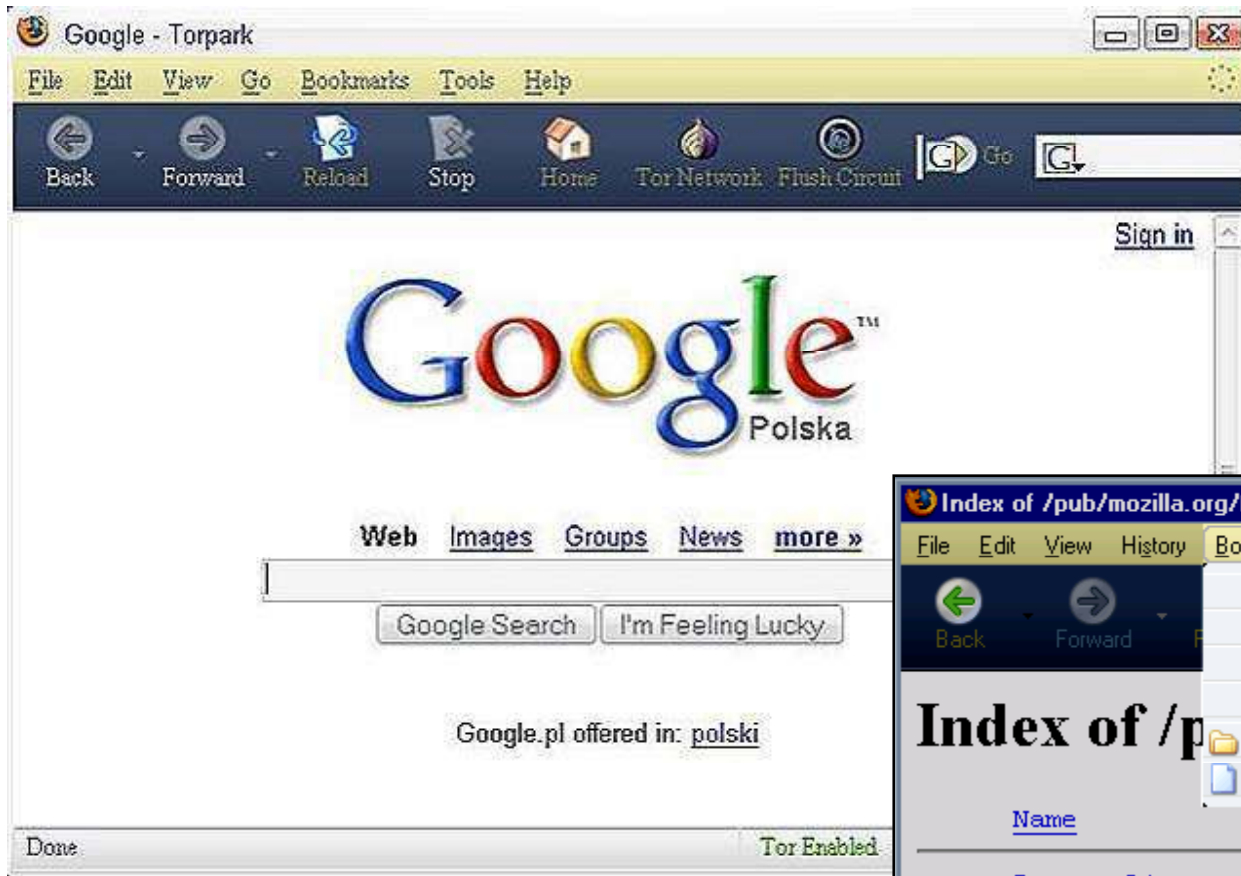 Google - Torpark
File Edit View Go Bookmarks Tools Help
Back Forward Reload Stop Home Tor Network Flush Circuit G Go G
Sign in
Google™
Polska
Web Images Groups News more »
Google Search I'm Feeling Lucky
Google.pl offered in: polski
Done Tor Enabled
Index of /pub/mozilla.org/
File Edit View History Bo
Back Forward
Index of /p
Name